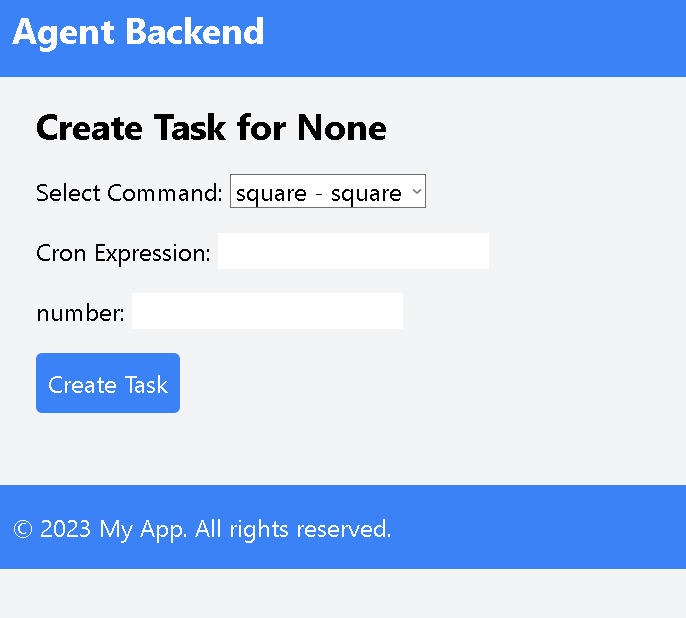 Agent Backend
Create Task for None
Select Command: square - square
Cron Expression:
number:
Create Task
© 2023 My App. All rights reserved.